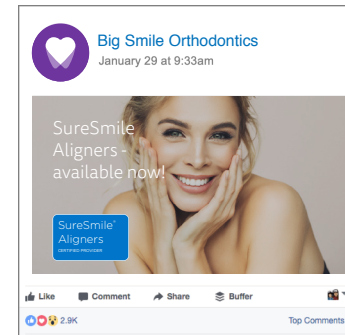 Big Smile Orthodontics
January 29 at 9:33am
SureSmile
Aligners -
available now!
SureSmile®
Aligners
CERTIFIED PROVIDER
Like Comment Share Buffer
2.9K Top Comments